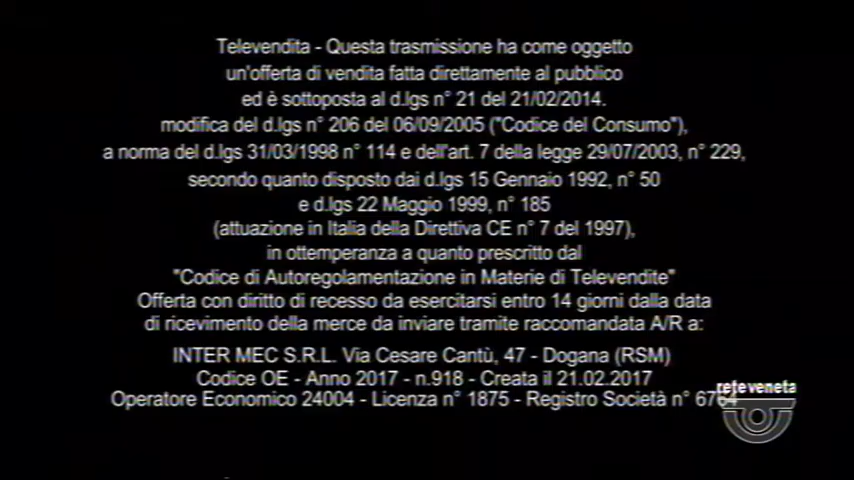 Televendita - Questa trasmissione ha come oggetto
un'offerta di vendita fatta direttamente al pubblico
ed è sottoposta al d.lgs n° 21 del 21/02/2014.
modifica del d.lgs n° 206 del 06/09/2005 ("Codice del Consumo"),
a norma del d.lgs 31/03/1998 n° 114 e dell'art. 7 della legge 29/07/2003, n° 229,
secondo quanto disposto dai d.lgs 15 Gennaio 1992, n° 50
e d.lgs 22 Maggio 1999, n° 185
(attuazione in Italia della Direttiva CE n° 7 del 1997),
in ottemperanza a quanto prescritto dal
"Codice di Autoregolamentazione in Materie di Televendite"
Offerta con diritto di recesso da esercitarsi entro 14 giorni dalla data
di ricevimento della merce da inviare tramite raccomandata A/R a:
INTER MEC S.R.L. Via Cesare Cantù, 47 - Dogana (RSM)
Codice OE - Anno 2017 - n.918 - Creata il 21.02.2017
Operatore Economico 24004 - Licenza n° 1875 - Registro Società n° 6764
reteveneta